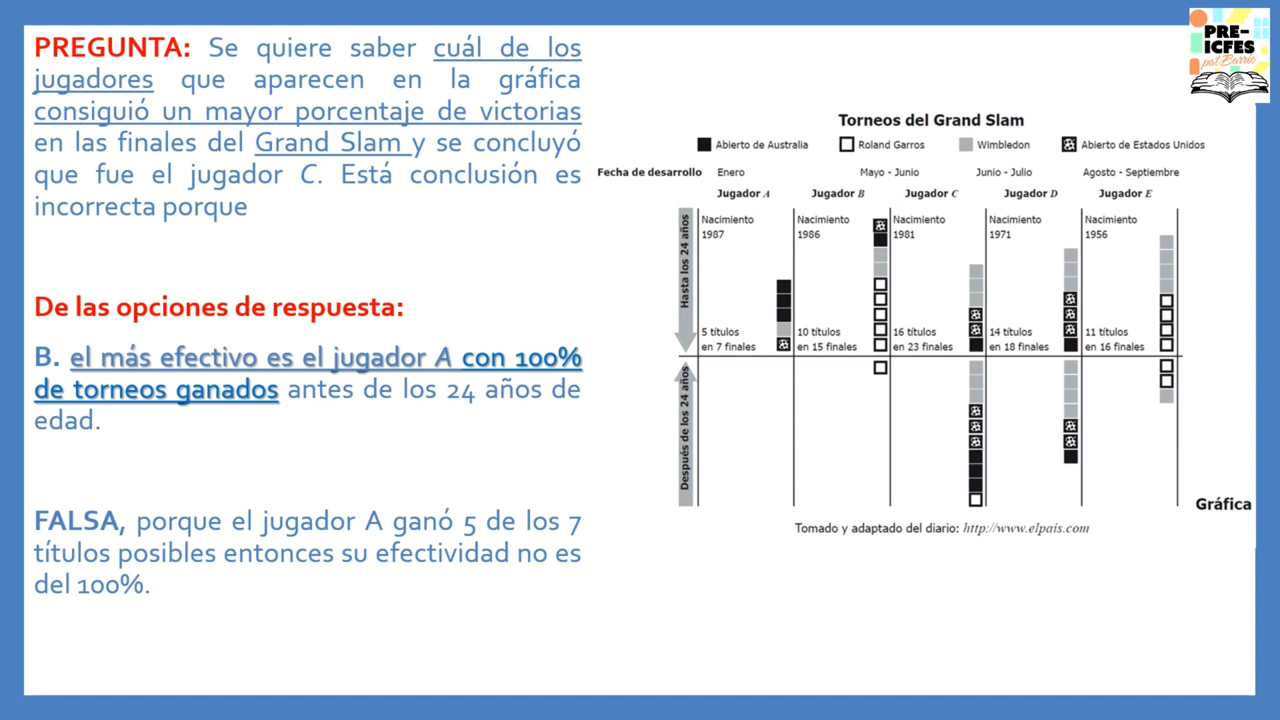 PREGUNTA: Se quiere saber cuál de los
jugadores que aparecen en la gráfica
consiguió un mayor porcentaje de victorias
en las finales del Grand Slam y se concluyó
que fue el jugador C. Está conclusión es
incorrecta porque
De las opciones de respuesta:
B. el más efectivo es el jugador A con 100%
de torneos ganados antes de los 24 años de
edad.
FALSA, porque el jugador A ganó 5 de los 7
títulos posibles entonces su efectividad no es
del 100%.
PRE-
ICFES
pal Barrio
Torneos del Grand Slam
Abierto de Australia Roland Garros Wimbledon Abierto de Estados Unidos
Fecha de desarrollo Enero Mayo - Junio Junio - Julio Agosto - Septiembre
Jugador A Jugador B Jugador C Jugador D Jugador E
Hasta los 24 años
Nacimiento Nacimiento Nacimiento Nacimiento Nacimiento
1987 1986 1981 1971 1956
5 títulos 10 títulos 16 títulos 14 títulos 11 títulos
en 7 finales en 15 finales en 23 finales en 18 finales en 16 finales
Después de los 24 años
Gráfica
Tomado y adaptado del diario: http://www.elpais.com